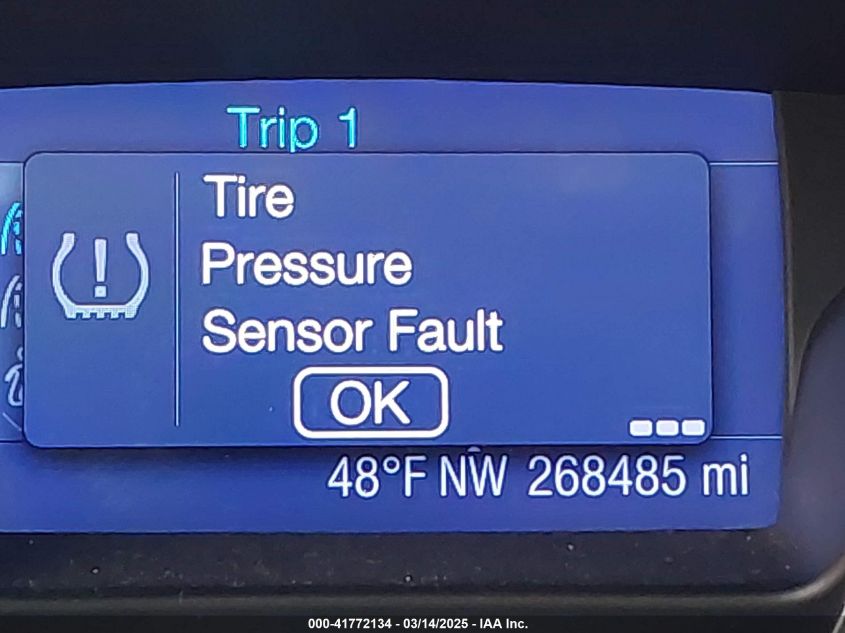 Trip 1
Tire
Pressure
Sensor Fault
OK
48°F NW 268485 mi
000-41772134 - 03/14/2025 - IAA Inc.